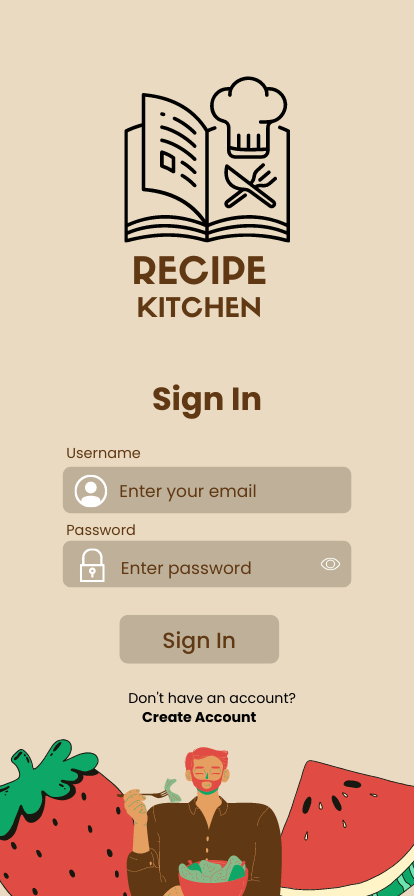 RECIPE
KITCHEN
Sign In
Username
Enter your email
Password
Enter password
Sign In
Don't have an account?
Create Account